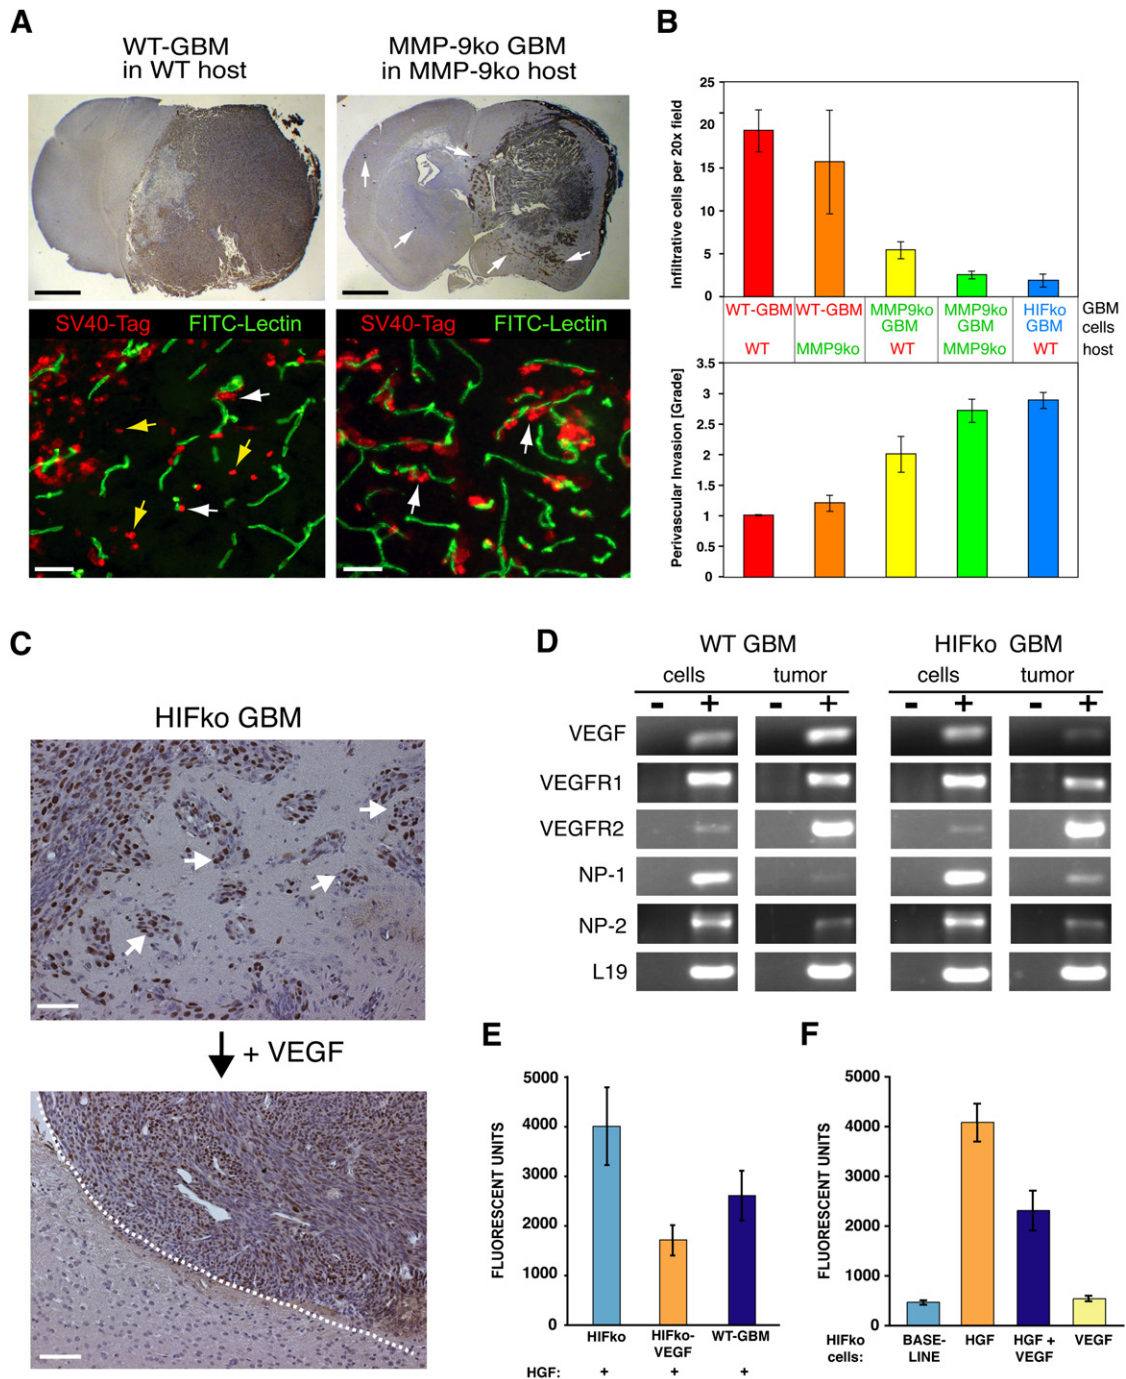 A
WT-GBM
in WT host
MMP-9ko GBM
in MMP-9ko host
SV40-Tag FITC-Lectin
SV40-Tag FITC-Lectin
B
Infiltrative cells per 20x field
20
20
15
10
5
0
WT-GBM WT-GBM MMP9ko GBM MMP9ko GBM HIFko GBM GBM cells
WT MMP9ko WT MMP9ko WT host
Perivascular Invasion [Grade]
3.5
3
2.5
2
1.5
1
0.5
0
C
HIFko GBM
+ VEGF
D
WT GBM HIFko GBM
cells tumor cells tumor
- + - + - + - +
VEGF
VEGFR1
VEGFR2
NP-1
NP-2
L19
E
FLUORESCENT UNITS
5000
4000
3000
2000
1000
0
HIFko HIFko-VEGF WT-GBM
HGF: + + +
F
FLUORESCENT UNITS
5000
4000
3000
2000
1000
0
HIFko cells: BASE-LINE HGF HGF + VEGF VEGF